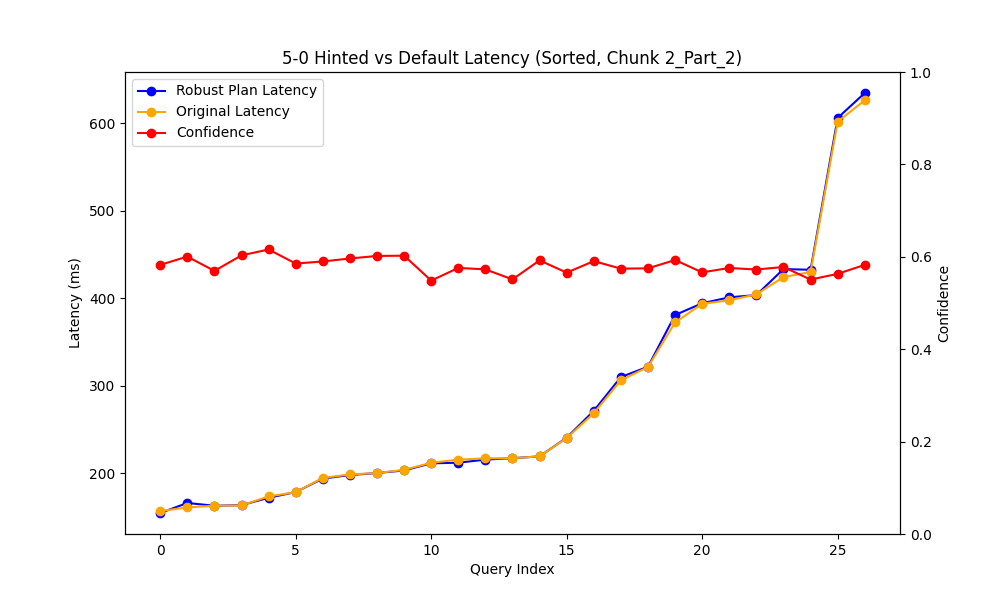 5-0 Hinted vs Default Latency (Sorted, Chunk 2_Part_2)
Robust Plan Latency
Original Latency
Confidence
Latency (ms)
600
500
400
300
200
1.0
0.8
0.6
0.4
0.2
0.0
Confidence
0 5 10 15 20 25
Query Index